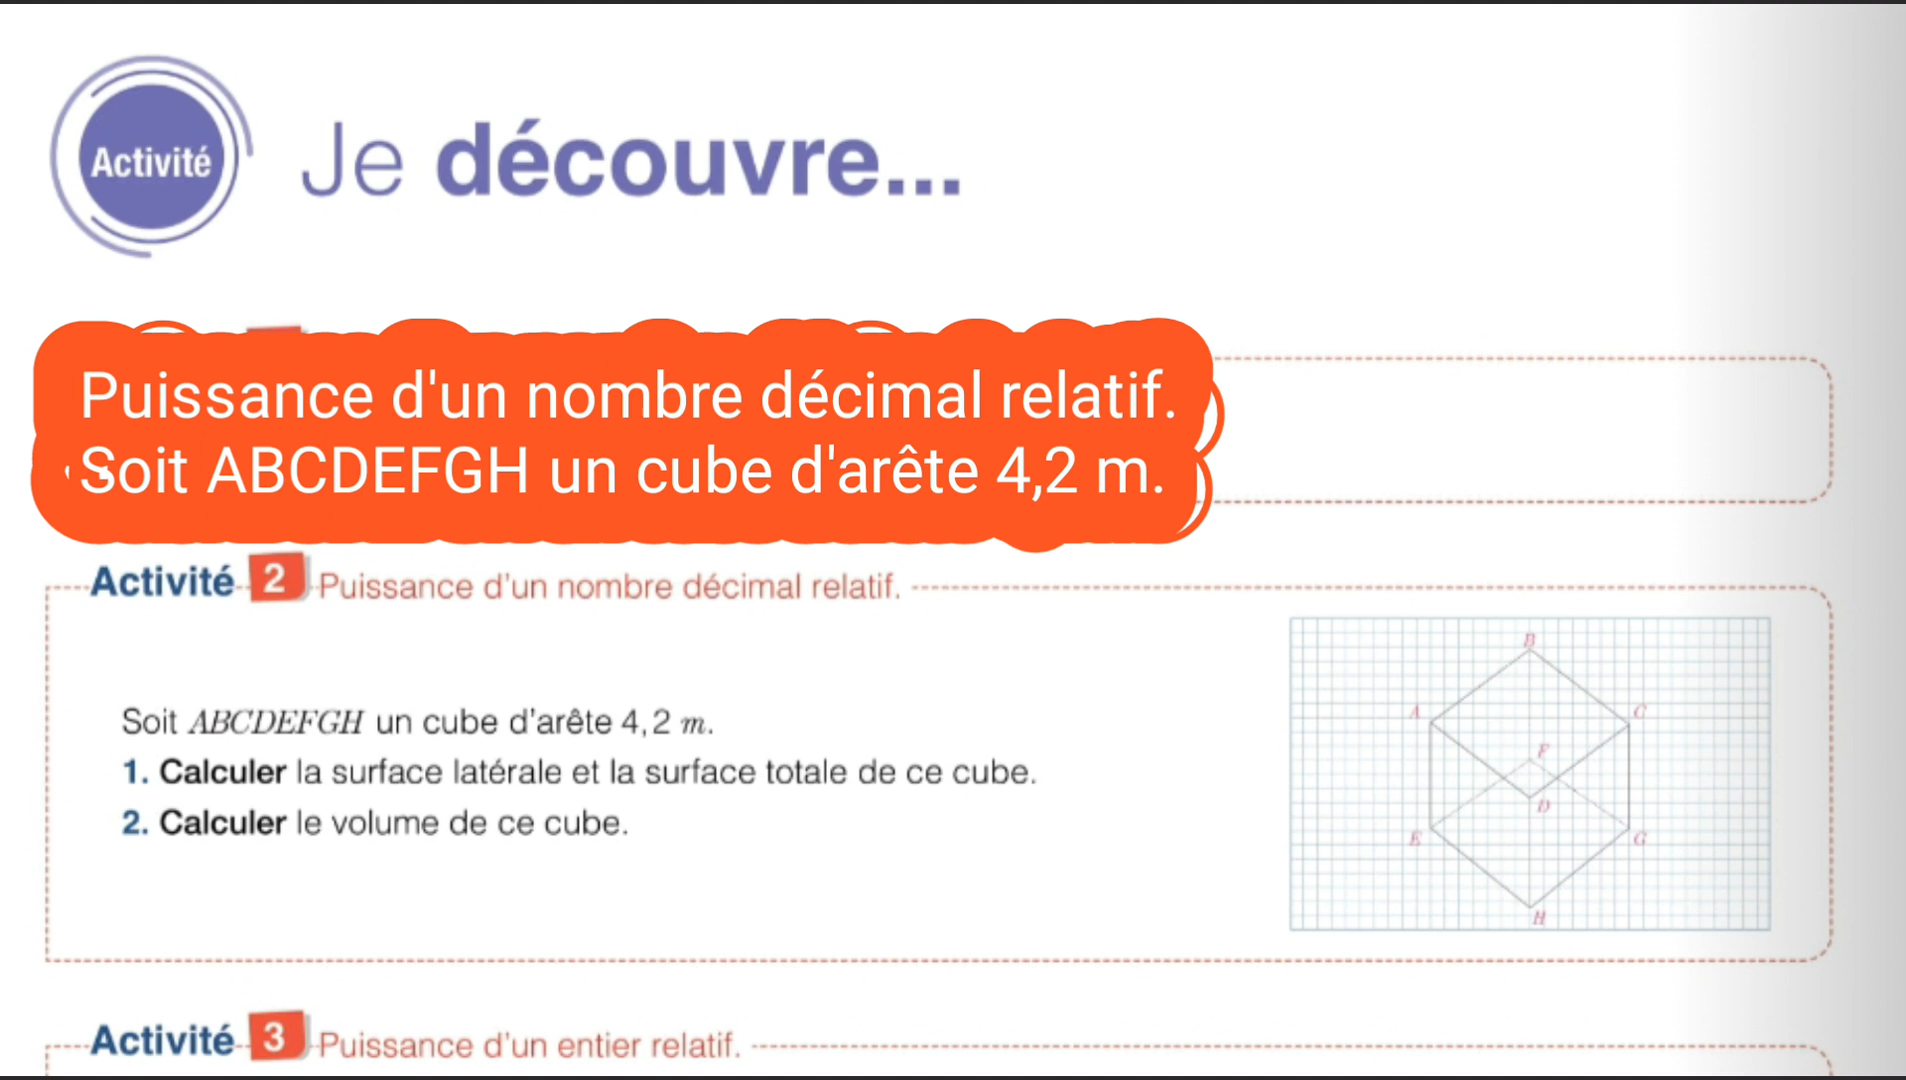 Activité
Je découvre...
Puissance d'un nombre décimal relatif.
Soit ABCDEFGH un cube d'arête 4,2 m.
Activité 2 Puissance d'un nombre décimal relatif.
Soit ABCDEFGH un cube d'arête 4,2 m.
1. Calculer la surface latérale et la surface totale de ce cube.
2. Calculer le volume de ce cube.
B
A
C
F
D
E
G
H
Activité 3 Puissance d'un entier relatif.